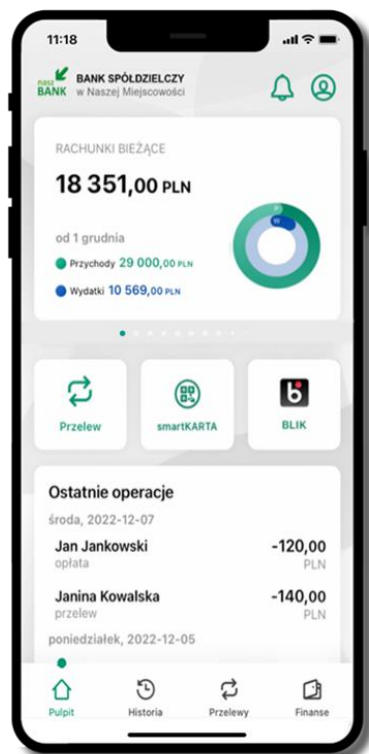 11:18
nasz BANK
BANK SPÓŁDZIELCZY
w Naszej Miejscowości
RACHUNKI BIEŻĄCE
18 351,00 PLN
od 1 grudnia
Przychody 29 000,00 PLN
Wydatki 10 569,00 PLN
P
W
Przelew
smartKARTA
BLIK
Ostatnie operacje
środa, 2022-12-07
Jan Jankowski
-120,00
opłata
PLN
Janina Kowalska
-140,00
przelew
PLN
poniedziałek, 2022-12-05
Pulpit
Historia
Przelewy
Finanse